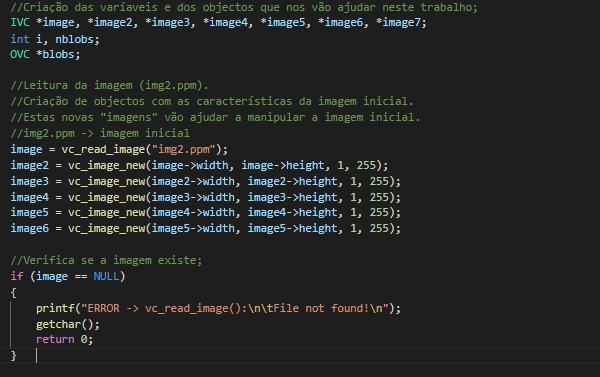 //Criação das varíaveis e dos objectos que nos vão ajudar neste trabalho;
IVC *image, *image2, *image3, *image4, *image5, *image6, *image7;
int i, nblobs;
OVC *blobs;
//Leitura da imagem (img2.ppm).
//Criação de objectos com as características da imagem inicial.
//Estas novas "imagens" vão ajudar a manipular a imagem inicial.
//img2.ppm -> imagem inicial
image = vc_read_image("img2.ppm");
image2 = vc_image_new(image->width, image->height, 1, 255);
image3 = vc_image_new(image2->width, image2->height, 1, 255);
image4 = vc_image_new(image3->width, image3->height, 1, 255);
image5 = vc_image_new(image4->width, image4->height, 1, 255);
image6 = vc_image_new(image5->width, image5->height, 1, 255);
//Verifica se a imagem existe;
if (image == NULL)
{
printf("ERROR -> vc_read_image():\n\tFile not found!\n");
getchar();
return 0;
}